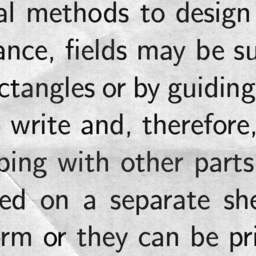 al methods to design
ance, fields may be su
ctangles or by guiding
write and, therefore,
ping with other parts
ed on a separate she
orm or they can be pri